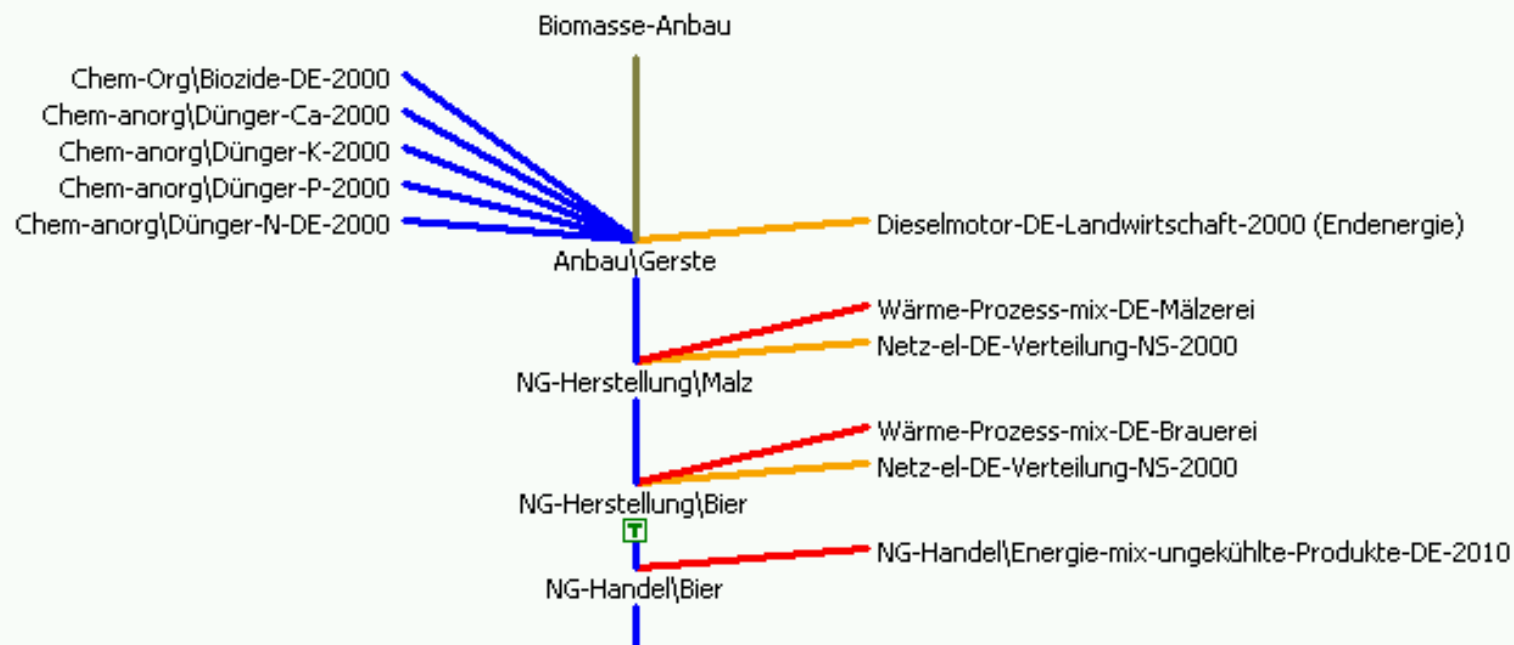 Biomasse-Anbau
Chem-Org\Biozide-DE-2000
Chem-anorg\Dünger-Ca-2000
Chem-anorg\Dünger-K-2000
Chem-anorg\Dünger-P-2000
Chem-anorg\Dünger-N-DE-2000
Dieselmotor-DE-Landwirtschaft-2000 (Endenergie)
Anbau\Gerste
Wärme-Prozess-mix-DE-Mälzerei
Netz-el-DE-Verteilung-NS-2000
NG-Herstellung\Malz
Wärme-Prozess-mix-DE-Brauerei
Netz-el-DE-Verteilung-NS-2000
NG-Herstellung\Bier
T
NG-Handel\Energie-mix-ungekühlte-Produkte-DE-2010
NG-Handel\Bier